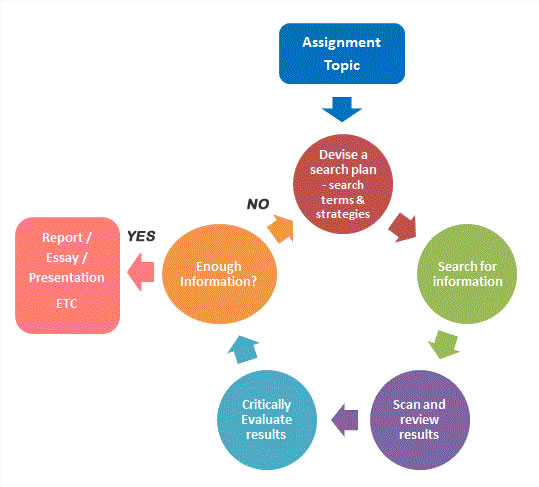 Assignment
Topic
Devise a
search plan
- search
terms &
strategies
Search for
information
Scan and
review
results
Critically
Evaluate
results
Enough
Information?
NO
YES
Report /
Essay /
Presentation
ETC